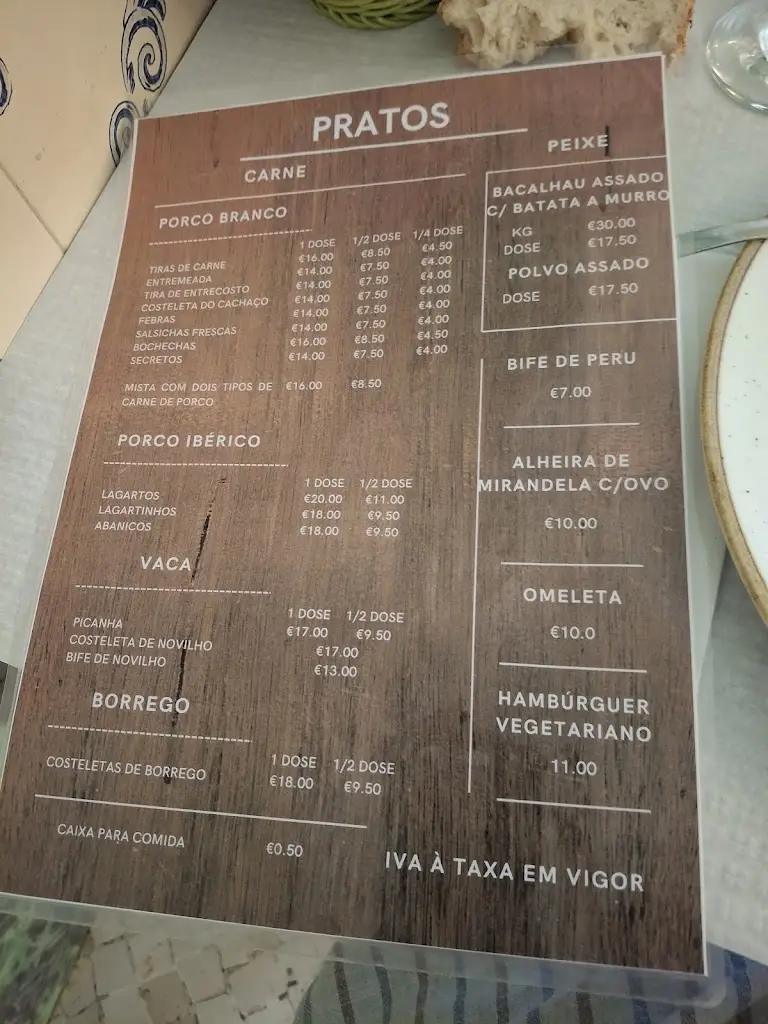 PRATOS
CARNE
PORCO BRANCO
1 DOSE 1/2 DOSE 1/4 DOSE
TIRAS DE CARNE €16.00 €8.50 €4.50
ENTREMEADA €14.00 €7.50 €4.00
TIRA DE ENTRECOSTO €14.00 €7.50 €4.00
COSTELETA DO CACHAÇO €14.00 €7.50 €4.00
FEBRAS €14.00 €7.50 €4.00
SALSICHAS FRESCAS €14.00 €7.50 €4.00
BOCHECHAS €16.00 €8.50 €4.50
SECRETOS €14.00 €7.50 €4.00
MISTA COM DOIS TIPOS DE €16.00 €8.50
CARNE DE PORCO
PORCO IBÉRICO
1 DOSE 1/2 DOSE
LAGARTOS €20.00 €11.00
LAGARTINHOS €18.00 €9.50
ABANICOS €18.00 €9.50
VACA
1 DOSE 1/2 DOSE
PICANHA €17.00 €9.50
COSTELETA DE NOVILHO €17.00
BIFE DE NOVILHO €13.00
BORREGO
1 DOSE 1/2 DOSE
COSTELETAS DE BORREGO €18.00 €9.50
CAIXA PARA COMIDA €0.50
PEIXE
BACALHAU ASSADO
C/ BATATA A MURRO
KG €30.00
DOSE €17.50
POLVO ASSADO
DOSE €17.50
BIFE DE PERU
€7.00
ALHEIRA DE
MIRANDELA C/OVO
€10.00
OMELETA
€10.0
HAMBÚRGUER
VEGETARIANO
11.00
IVA À TAXA EM VIGOR